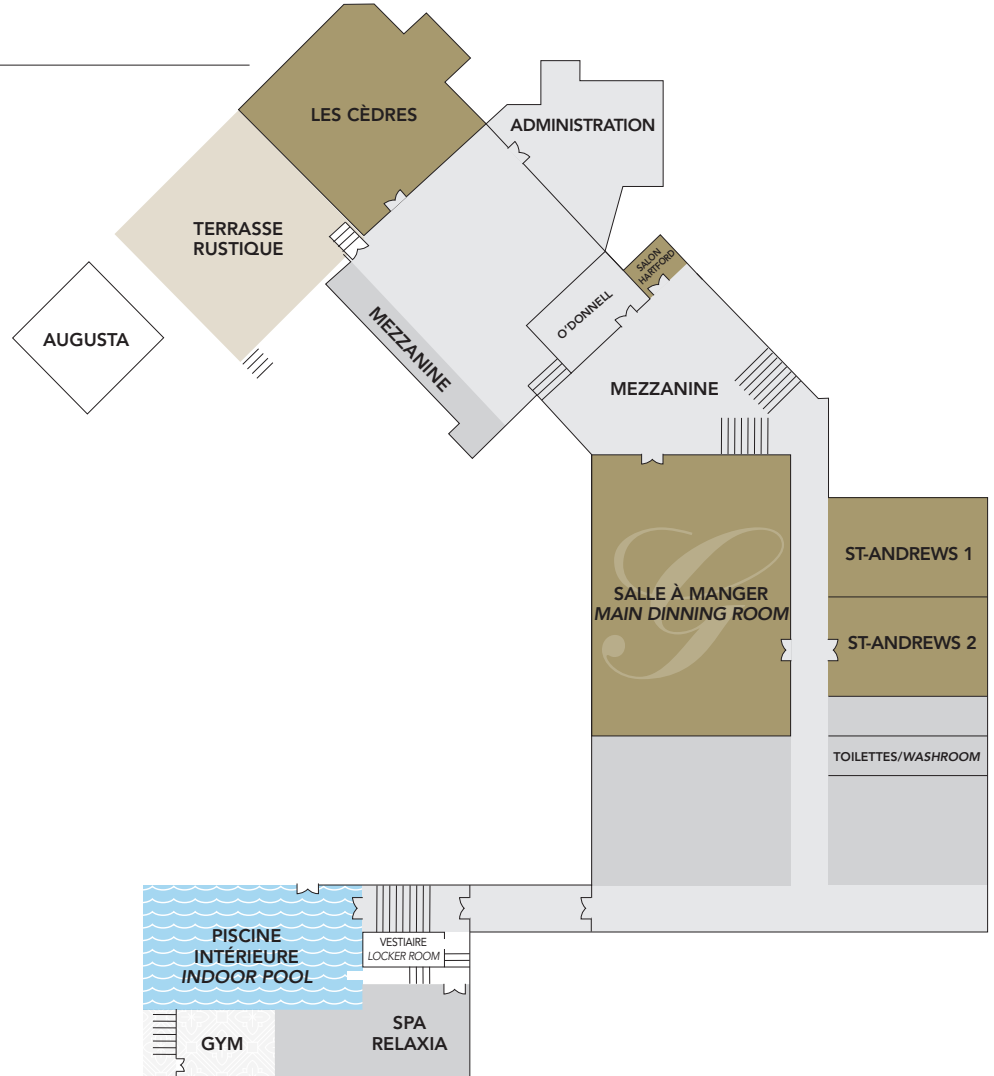 LES CÈDRES
ADMINISTRATION
TERRASSE
RUSTIQUE
SALON
HARTFORD
O'DONNELL
AUGUSTA
MEZZANINE
MEZZANINE
ST-ANDREWS 1
SALLE À MANGER
MAIN DINNING ROOM
G
ST-ANDREWS 2
TOILETTES/WASHROOM
PISCINE
INTÉRIEURE
INDOOR POOL
VESTIAIRE
LOCKER ROOM
GYM
SPA
RELAXIA